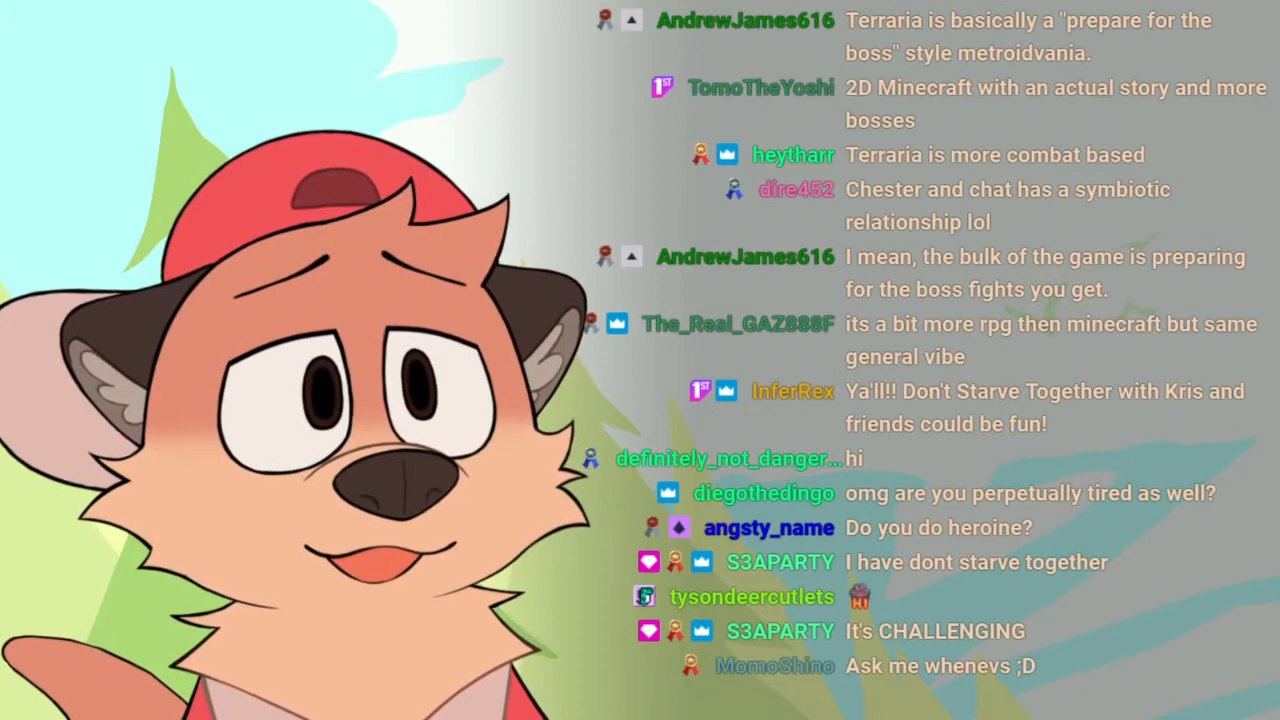 AndrewJames616 Terraria is basically a "prepare for the
boss" style metroidvania.
1ST TomoTheYoshi 2D Minecraft with an actual story and more
bosses
heytharr Terraria is more combat based
dire452 Chester and chat has a symbiotic
relationship lol
AndrewJames616 I mean, the bulk of the game is preparing
for the boss fights you get.
The_Real_GAZ888F its a bit more rpg then minecraft but same
general vibe
1ST InferRex Ya'll!! Don't Starve Together with Kris and
friends could be fun!
definitely_not_danger... hi
diegothedingo omg are you perpetually tired as well?
angsty_name Do you do heroine?
S3APARTY I have dont starve together
tysondeercutlets HI
S3APARTY It's CHALLENGING
MomoShino Ask me whenevs ;D